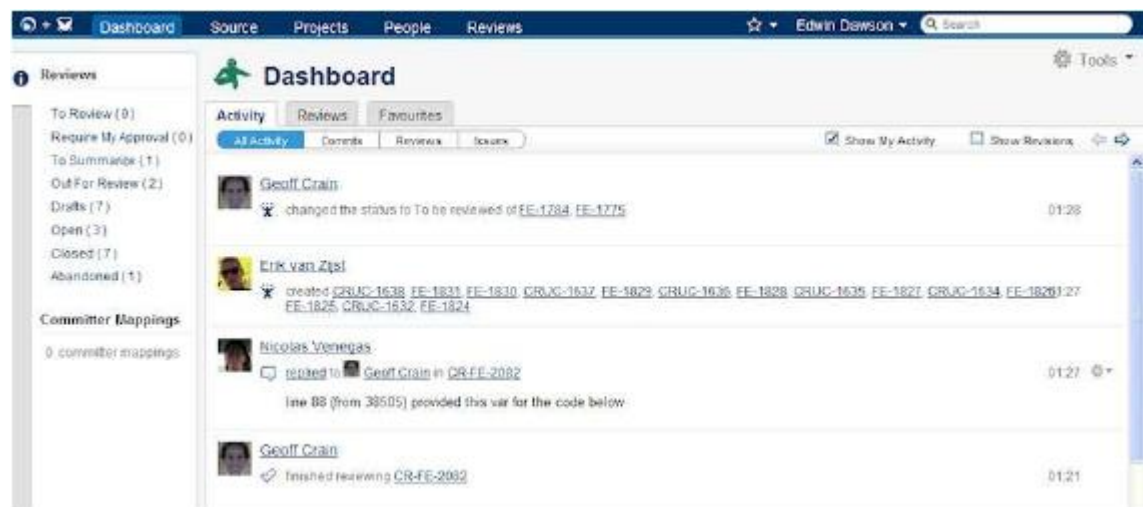 Dashboard Source Projects People Reviews Edwin Dawson Search
Tools
Reviews
To Review (0)
Require My Approval (0)
To Summarize (1)
Out For Review (2)
Drafts (7)
Open (3)
Closed (7)
Abandoned (1)
Committer Mappings
0 committer mappings
Dashboard
Activity Reviews Favourites
All Activity Commits Reviews Issues Show My Activity Show Revisions
Geoff Crain
changed the status to To be reviewed of FE-1784, FE-1775 01:28
Erik van Zijst
created CRUC-1638, FE-1831, FE-1830, CRUC-1637, FE-1829, CRUC-1636, FE-1828, CRUC-1635, FE-1827, CRUC-1634, FE-1826, 01:27
FE-1825, CRUC-1632, FE-1824
Nicolas Venegas
replied to Geoff Crain in CR-FE-2082 01:27
line 88 (from 38505) provided this var for the code below
Geoff Crain
finished reviewing CR-FE-2082 01:21